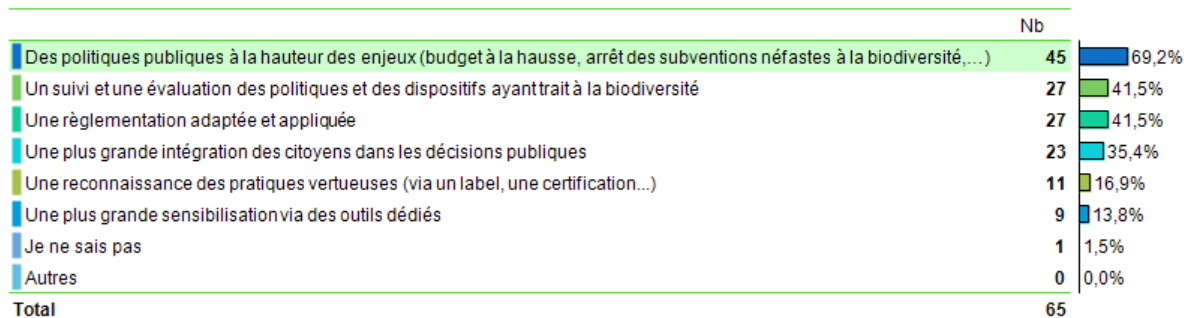 Nb
Des politiques publiques à la hauteur des enjeux (budget à la hausse, arrêt des subventions néfastes à la biodiversité,...) 45 69,2%
Un suivi et une évaluation des politiques et des dispositifs ayant trait à la biodiversité 27 41,5%
Une règlementation adaptée et appliquée 27 41,5%
Une plus grande intégration des citoyens dans les décisions publiques 23 35,4%
Une reconnaissance des pratiques vertueuses (via un label, une certification...) 11 16,9%
Une plus grande sensibilisation via des outils dédiés 9 13,8%
Je ne sais pas 1 1,5%
Autres 0 0,0%
Total 65